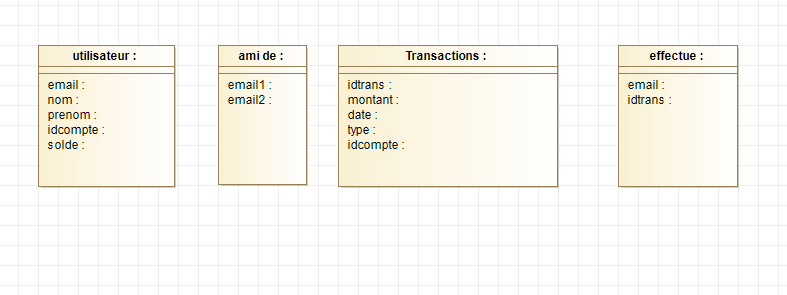 utilisateur :
email :
nom :
prenom :
idcompte :
solde :
ami de :
email1 :
email2 :
Transactions :
idtrans :
montant :
date :
type :
idcompte :
effectue :
email :
idtrans :